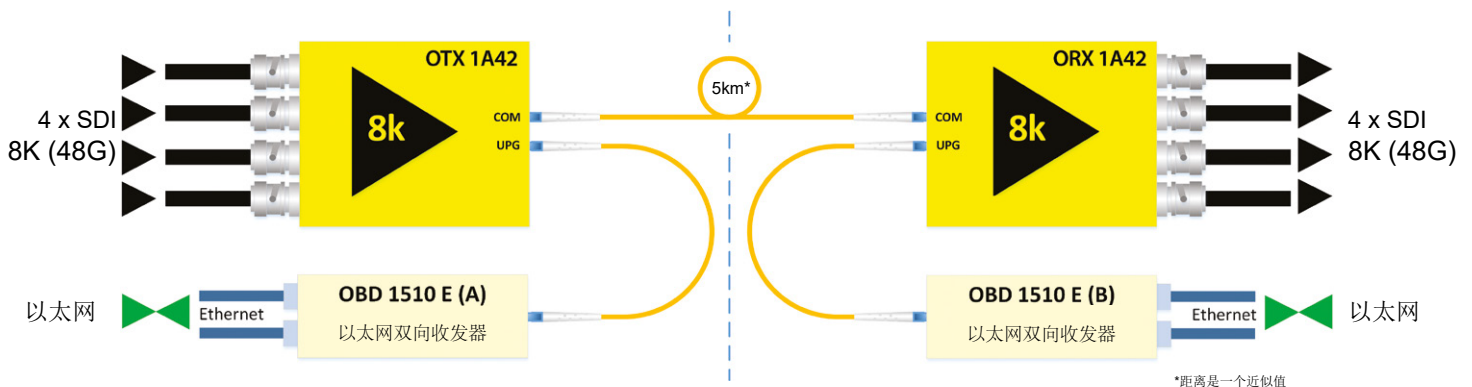 OTX 1A42
8k
COM
UPG
4 x SDI
8K (48G)
5km*
ORX 1A42
8k
COM
UPG
4 x SDI
8K (48G)
以太网
Ethernet
OBD 1510 E (A)
以太网双向收发器
OBD 1510 E (B)
以太网双向收发器
Ethernet
以太网
*距离是一个近似值